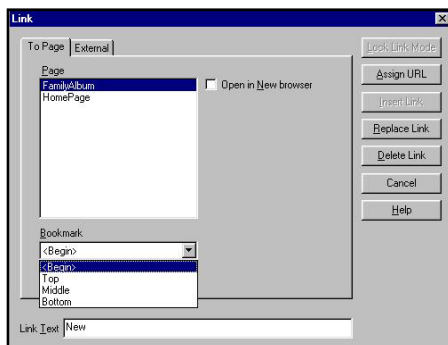 Link
To Page External
Page
FamilyAlbum
HomePage
Open in New browser
Bookmark
<Begin>
<Begin>
Top
Middle
Bottom
Link Text New
Lock Link Mode
Assign URL
Insert Link
Replace Link
Delete Link
Cancel
Help